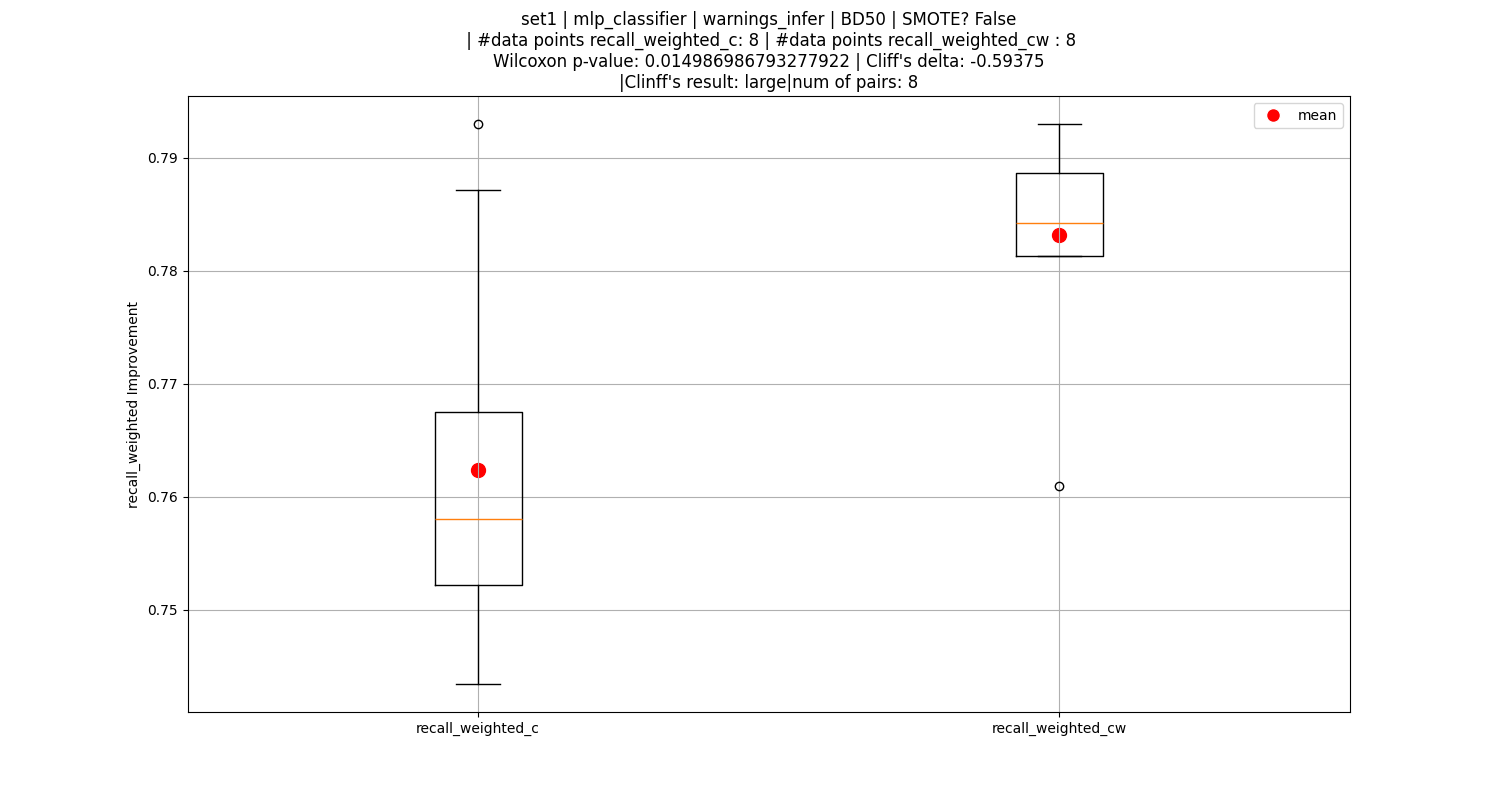 set1 | mlp_classifier | warnings_infer | BD50 | SMOTE? False
| #data points recall_weighted_c: 8 | #data points recall_weighted_cw : 8
Wilcoxon p-value: 0.014986986793277922 | Cliff's delta: -0.59375
|Clinff's result: large|num of pairs: 8
mean
0.79
0.78
0.77
0.76
0.75
recall_weighted Improvement
recall_weighted_c
recall_weighted_cw